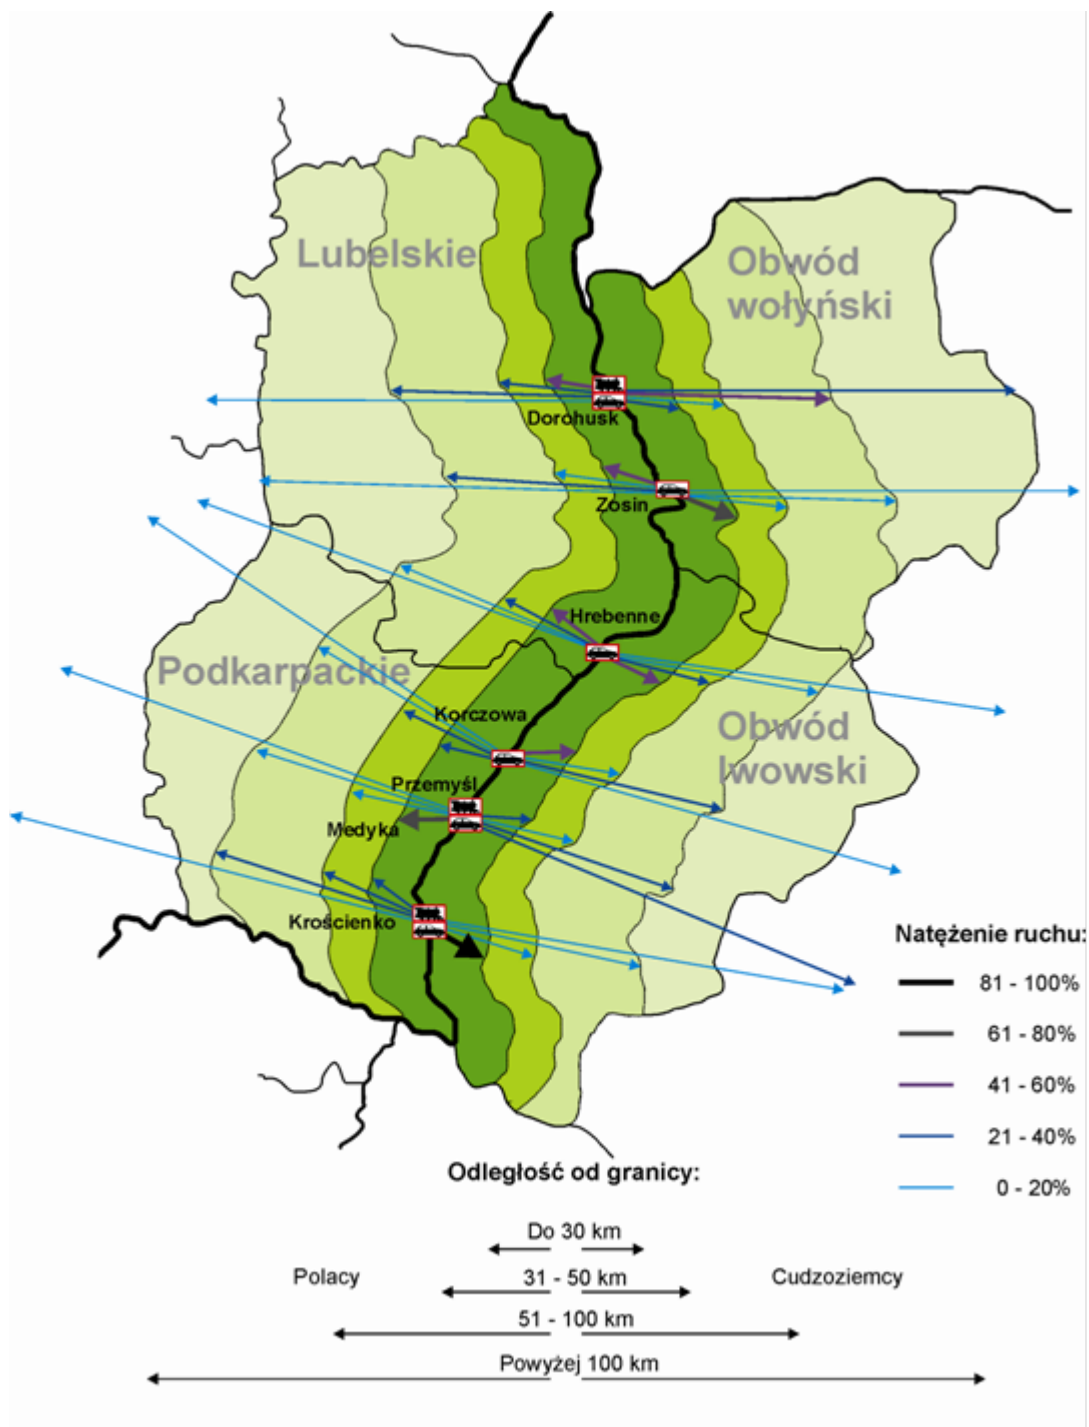 Lubelskie
Obwód
wołyński
Dorohusk
Zosin
Hrebenne
Podkarpackie
Korczowa
Obwód
lwowski
Przemyśl
Medyka
Krościenko
Natężenie ruchu:
81 - 100%
61 - 80%
41 - 60%
21 - 40%
0 - 20%
Odległość od granicy:
Do 30 km
Polacy 31 - 50 km Cudzoziemcy
51 - 100 km
Powyżej 100 km